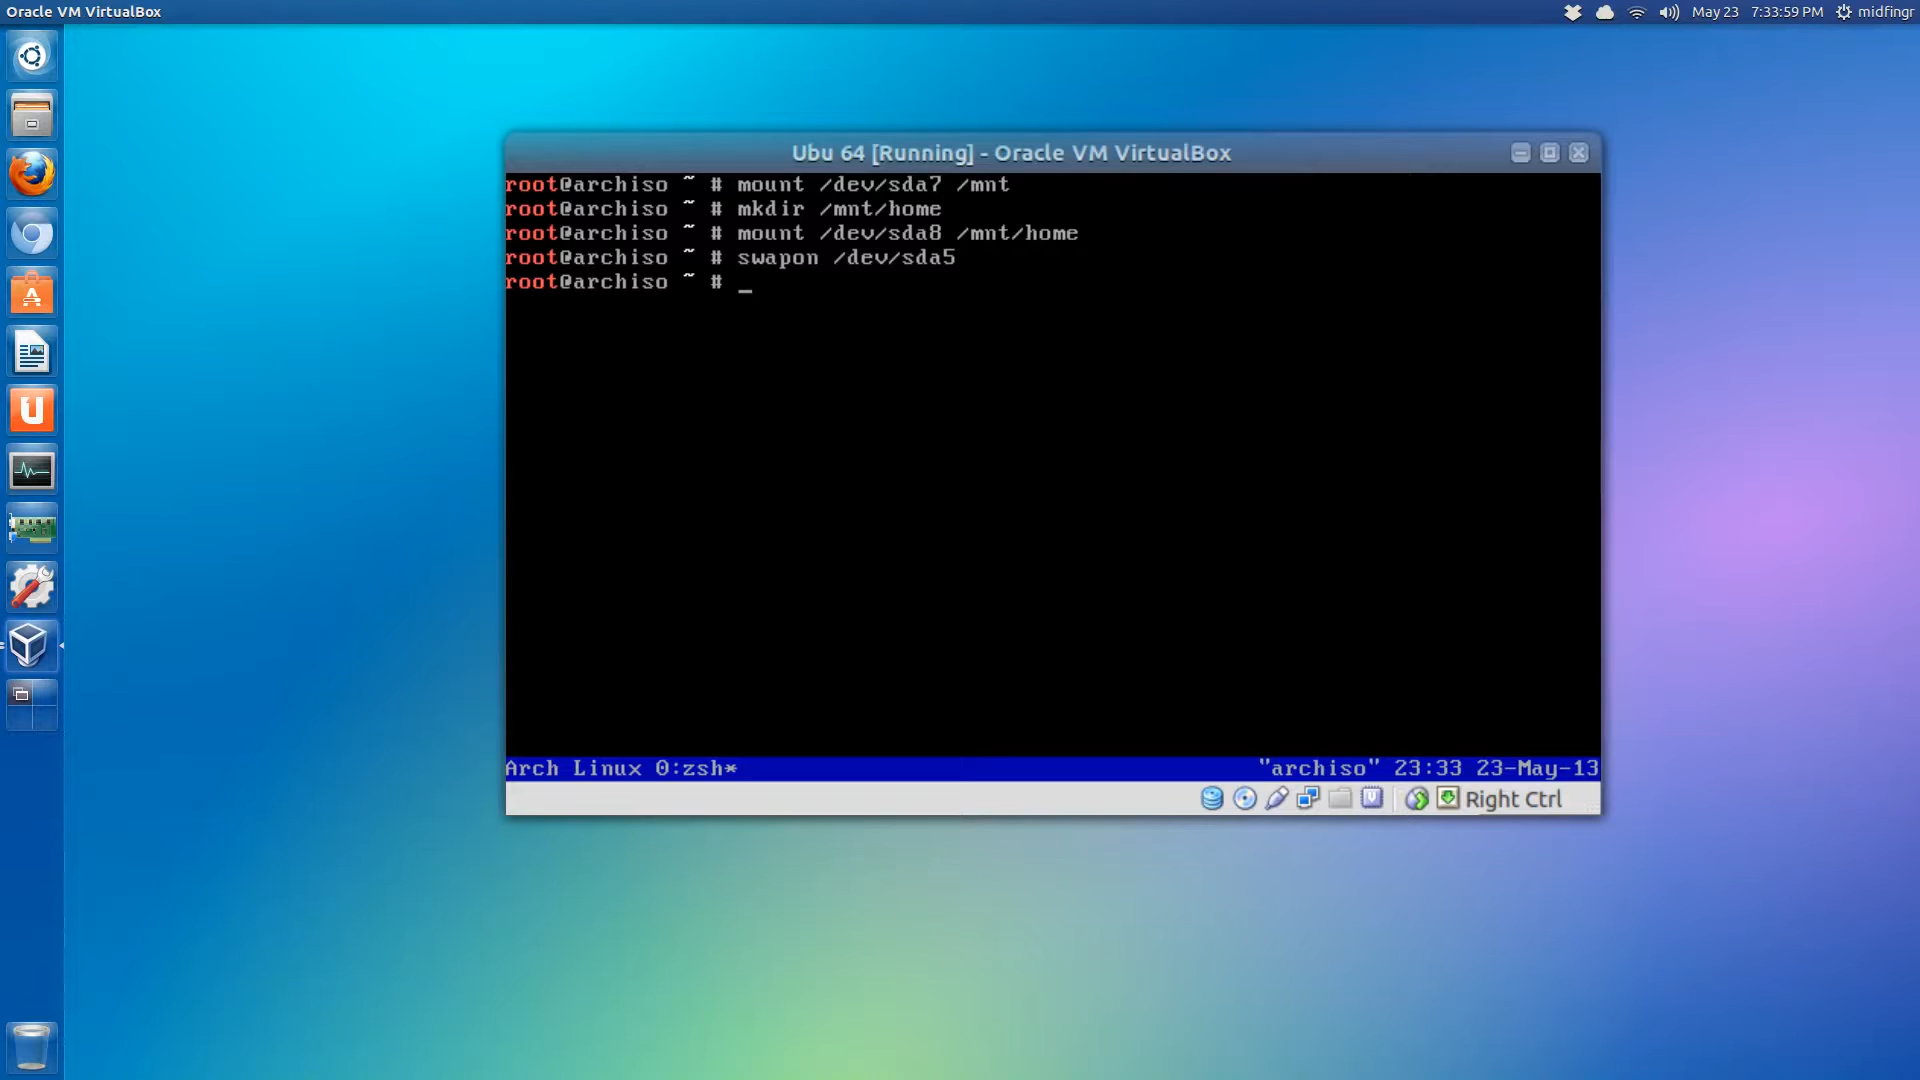 Oracle VM VirtualBox
May 23 7:33:59 PM midfingr
Ubu 64 [Running] - Oracle VM VirtualBox
root@archiso ~ # mount /dev/sda7 /mnt
root@archiso ~ # mkdir /mnt/home
root@archiso ~ # mount /dev/sda8 /mnt/home
root@archiso ~ # swapon /dev/sda5
root@archiso ~ # _
Arch Linux 0:zsh* "archiso" 23:33 23-May-13
Right Ctrl